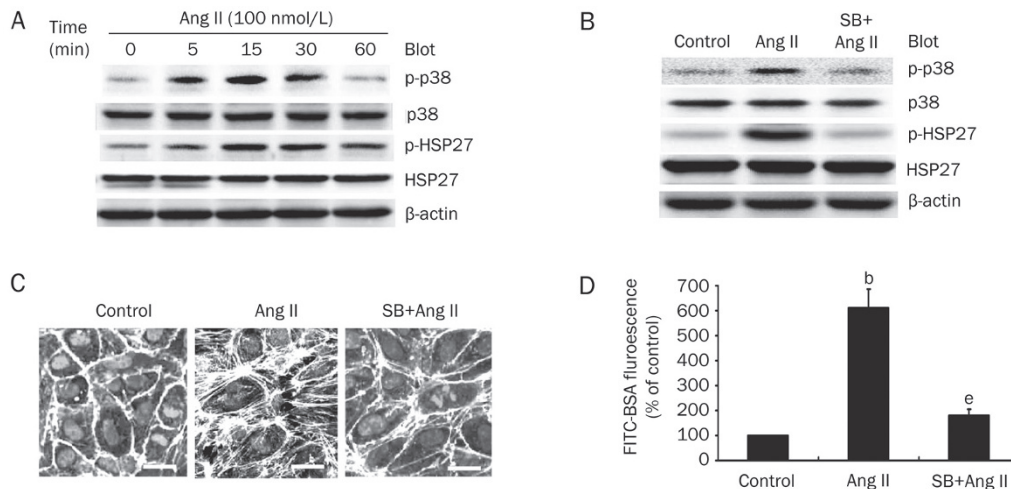 A
Ang II (100 nmol/L)
Time
(min)
0 5 15 30 60 Blot
p-p38
p38
p-HSP27
HSP27
β-actin
B
Control Ang II SB+
Ang II Blot
p-p38
p38
p-HSP27
HSP27
β-actin
C
Control Ang II SB+Ang II
D
FITC-BSA fluroescence
(% of control)
700
600
500
400
300
200
100
0
b
e
Control Ang II SB+Ang II